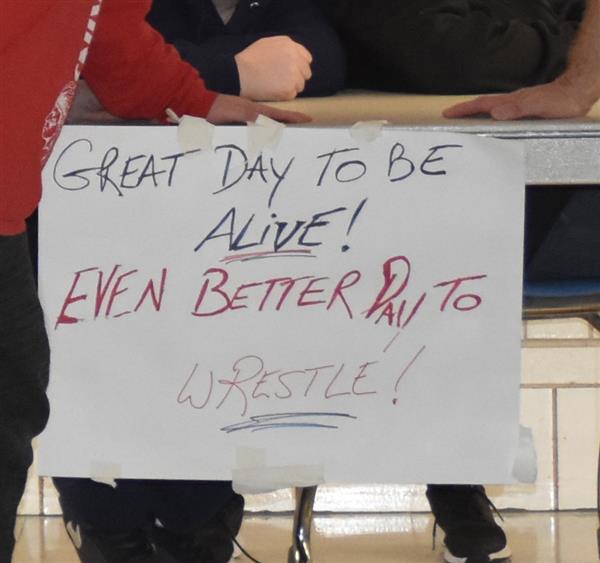 GREAT DAY TO BE
ALiVE!
EVEN BETTER DAY TO
WRESTLE!